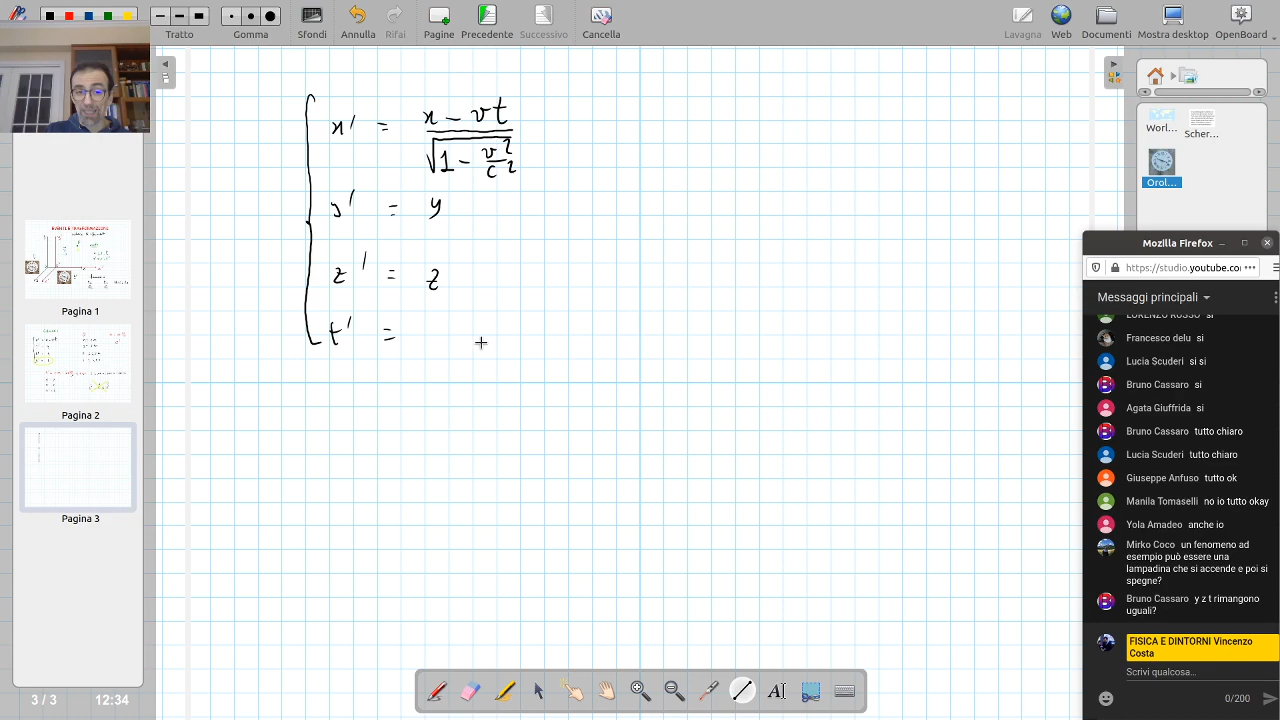 Tratto
Gomma
Sfondi
Annulla
Rifai
Pagine
Precedente
Successivo
Cancella
Lavagna
Web
Documenti
Mostra desktop
OpenBoard
x' = x - vt / √1 - v²/c²
y' = y
z' = z
t' =
EVENTI E TRASFORMAZIONI
Pagina 1
Pagina 2
Pagina 3
3 / 3
12:34
Worl...
Scher...
Orol...
Mozilla Firefox
https://studio.youtube.co
Messaggi principali
LORENZO RUSSO si
Francesco delu si
Lucia Scuderi si si
Bruno Cassaro si
Agata Giuffrida si
Bruno Cassaro tutto chiaro
Lucia Scuderi tutto chiaro
Giuseppe Anfuso tutto ok
Manila Tomaselli no io tutto okay
Yola Amadeo anche io
Mirko Coco un fenomeno ad
esempio può essere una
lampadina che si accende e poi si
spegne?
Bruno Cassaro y z t rimangono
uguali?
FISICA E DINTORNI Vincenzo
Costa
Scrivi qualcosa...
0/200